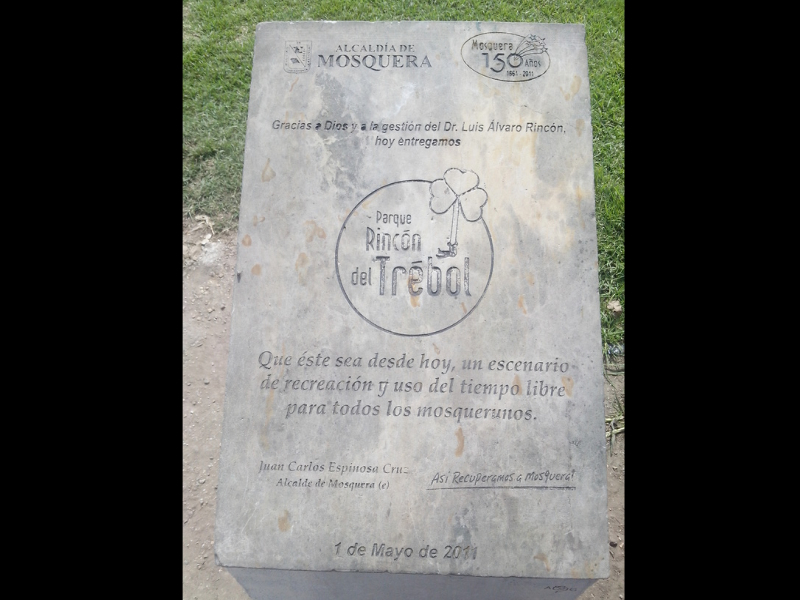 ALCALDÍA DE
MOSQUERA
Mosquera
150 Años
1861 - 2011
Gracias a Dios y a la gestión del Dr. Luis Álvaro Rincón,
hoy entregamos
Parque
Rincón
del Trébol
Que éste sea desde hoy, un escenario
de recreación y uso del tiempo libre
para todos los mosquerunos.
Juan Carlos Espinosa Cruz
Alcalde de Mosquera (e)
Así Recuperamos a Mosquera!
1 de Mayo de 2011